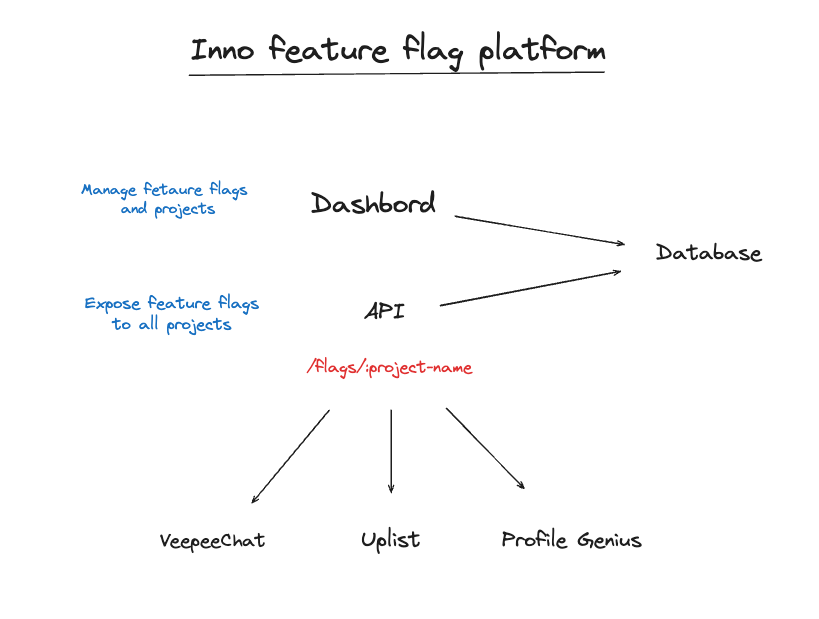 Inno feature flag platform
Manage fetaure flags
and projects
Dashbord
Database
Expose feature flags
to all projects
API
/flags/:project-name
VeepeeChat
Uplist
Profile Genius